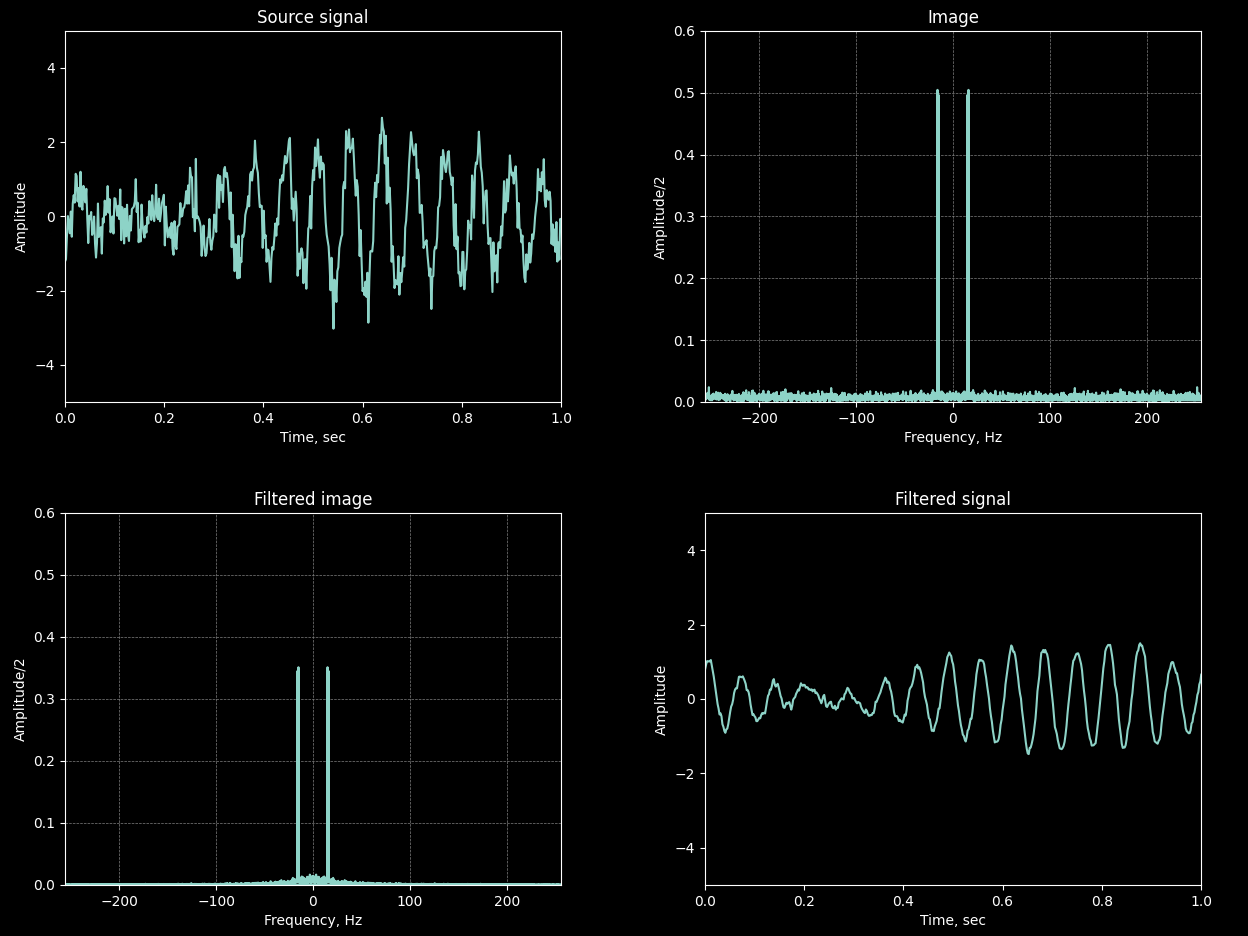 Source signal
Amplitude
4
2
0
−2
−4
0.0 0.2 0.4 0.6 0.8 1.0
Time, sec
Image
Amplitude/2
0.6
0.5
0.4
0.3
0.2
0.1
0.0
−200 −100 0 100 200
Frequency, Hz
Filtered image
Amplitude/2
0.6
0.5
0.4
0.3
0.2
0.1
0.0
−200 −100 0 100 200
Frequency, Hz
Filtered signal
Amplitude
4
2
0
−2
−4
0.0 0.2 0.4 0.6 0.8 1.0
Time, sec